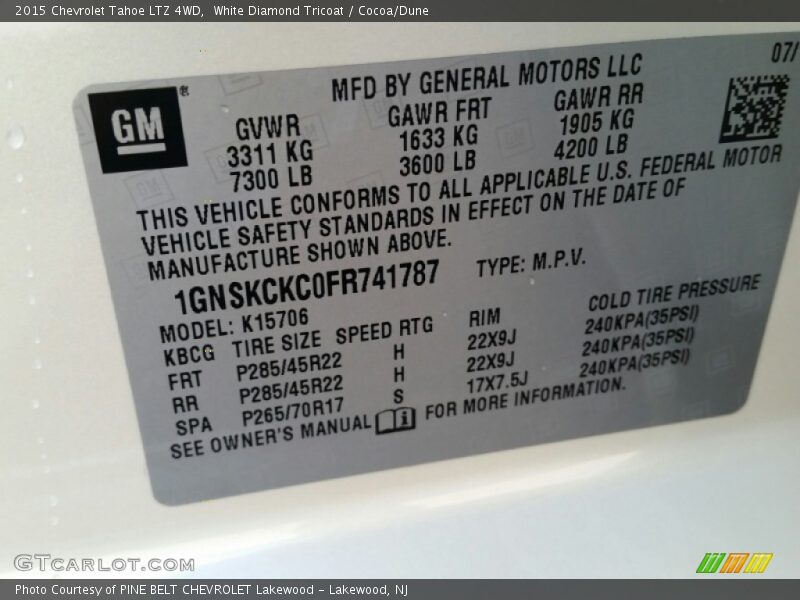 2015 Chevrolet Tahoe LTZ 4WD, White Diamond Tricoat / Cocoa/Dune
07/
MFD BY GENERAL MOTORS LLC
GM ®
GVWR GAWR FRT GAWR RR
3311 KG 1633 KG 1905 KG
7300 LB 3600 LB 4200 LB
THIS VEHICLE CONFORMS TO ALL APPLICABLE U.S. FEDERAL MOTOR
VEHICLE SAFETY STANDARDS IN EFFECT ON THE DATE OF
MANUFACTURE SHOWN ABOVE.
1GNSKCKC0FR741787 TYPE: M.P.V.
MODEL: K15706
KBCG TIRE SIZE SPEED RTG RIM COLD TIRE PRESSURE
FRT P285/45R22 H 22X9J 240KPA(35PSI)
RR P285/45R22 H 22X9J 240KPA(35PSI)
SPA P265/70R17 S 17X7.5J 240KPA(35PSI)
SEE OWNER'S MANUAL i FOR MORE INFORMATION.
GTCARLOT.COM
Photo Courtesy of PINE BELT CHEVROLET Lakewood - Lakewood, NJ